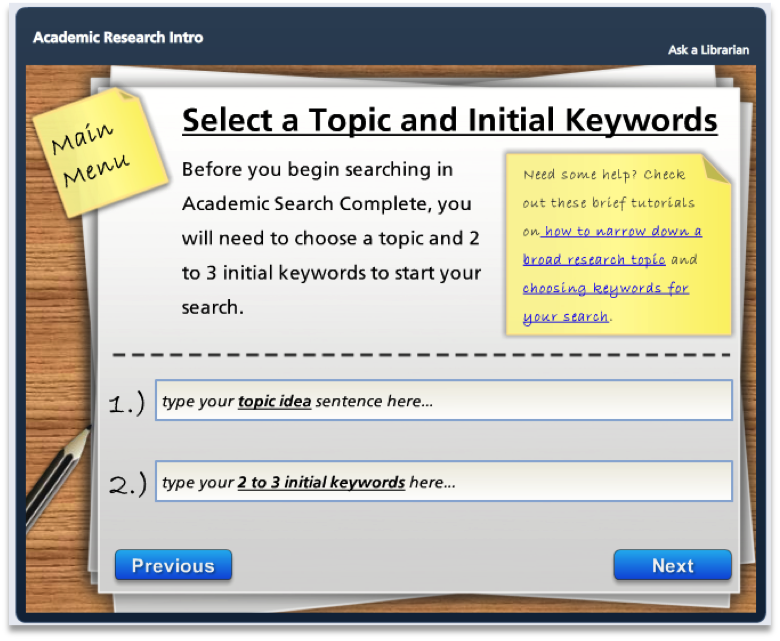 Academic Research Intro
Ask a Librarian
Main
Menu
Select a Topic and Initial Keywords
Before you begin searching in
Academic Search Complete, you
will need to choose a topic and 2
to 3 initial keywords to start your
search.
Need some help? Check
out these brief tutorials
on how to narrow down a
broad research topic and
choosing keywords for
your search.
1.) type your topic idea sentence here...
2.) type your 2 to 3 initial keywords here...
Previous
Next